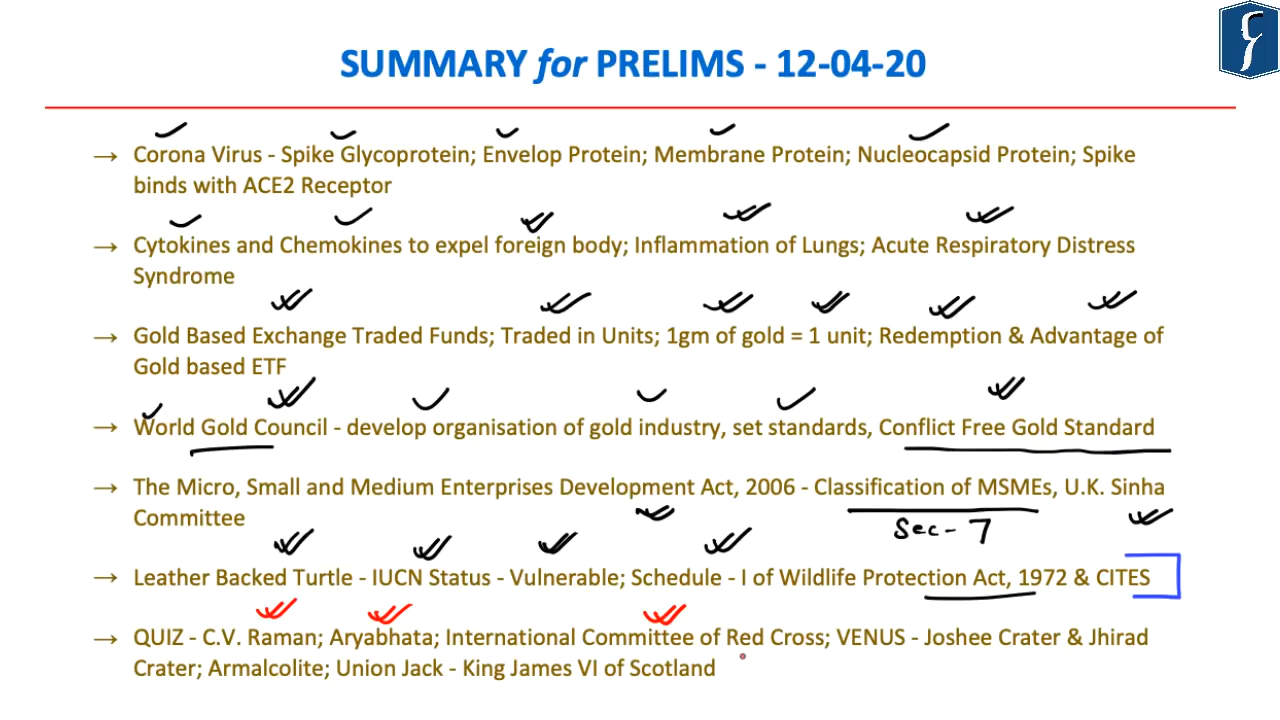 SUMMARY for PRELIMS - 12-04-20
→ Corona Virus - Spike Glycoprotein; Envelop Protein; Membrane Protein; Nucleocapsid Protein; Spike
binds with ACE2 Receptor
→ Cytokines and Chemokines to expel foreign body; Inflammation of Lungs; Acute Respiratory Distress
Syndrome
→ Gold Based Exchange Traded Funds; Traded in Units; 1gm of gold = 1 unit; Redemption & Advantage of
Gold based ETF
→ World Gold Council - develop organisation of gold industry, set standards, Conflict Free Gold Standard
→ The Micro, Small and Medium Enterprises Development Act, 2006 - Classification of MSMEs, U.K. Sinha
Committee
Sec - 7
→ Leather Backed Turtle - IUCN Status - Vulnerable; Schedule - I of Wildlife Protection Act, 1972 & CITES
→ QUIZ - C.V. Raman; Aryabhata; International Committee of Red Cross; VENUS - Joshee Crater & Jhirad
Crater; Armalcolite; Union Jack - King James VI of Scotland